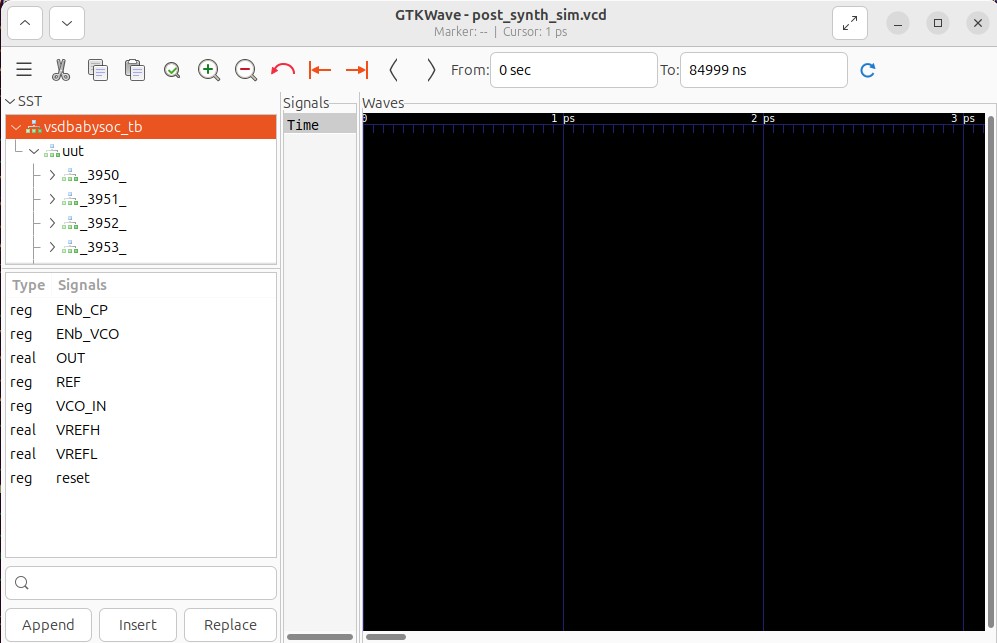 GTKWave - post_synth_sim.vcd
Marker: -- | Cursor: 1 ps
From: 0 sec To: 84999 ns
SST
vsdbabysoc_tb
uut
_3950_
_3951_
_3952_
_3953_
Type Signals
reg ENb_CP
reg ENb_VCO
real OUT
reg REF
reg VCO_IN
real VREFH
real VREFL
reg reset
Append Insert Replace
Signals
Time
Waves
0 1 ps 2 ps 3 ps